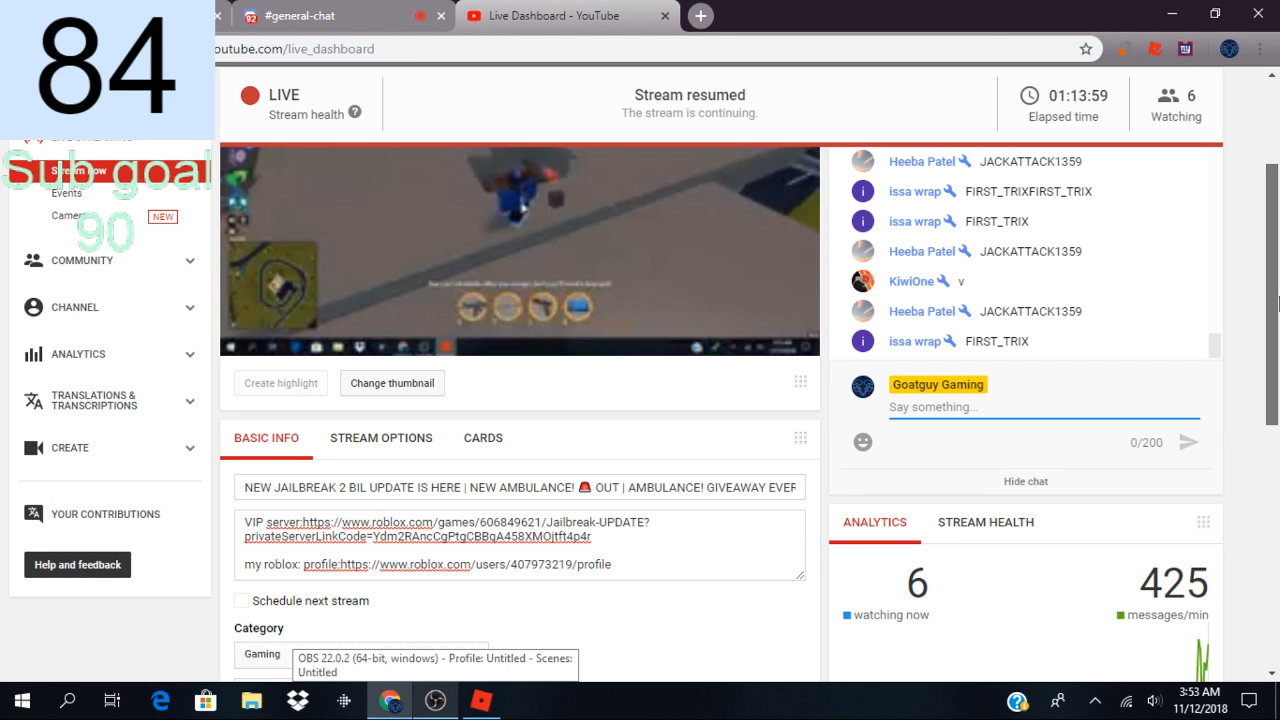 84
Sub goal
90
92
#general-chat
Live Dashboard - YouTube
outube.com/live_dashboard
LIVE
Stream health
Stream resumed
The stream is continuing.
01:13:59
Elapsed time
6
Watching
Events
NEW
COMMUNITY
CHANNEL
ANALYTICS
TRANSLATIONS &
TRANSCRIPTIONS
CREATE
YOUR CONTRIBUTIONS
Help and feedback
Create highlight
Change thumbnail
BASIC INFO
STREAM OPTIONS
CARDS
NEW JAILBREAK 2 BIL UPDATE IS HERE | NEW AMBULANCE! 🚨 OUT | AMBULANCE! GIVEAWAY EVER
VIP server:https://www.roblox.com/games/606849621/Jailbreak-UPDATE?
privateServerLinkCode=Ydm2RAncCgPtgCBBgA458XMOjtft4p4r
my roblox: profile:https://www.roblox.com/users/407973219/profile
Schedule next stream
Category
Gaming
OBS 22.0.2 (64-bit, windows) - Profile: Untitled - Scenes:
Untitled
Heeba Patel JACKATTACK1359
issa wrap FIRST_TRIXFIRST_TRIX
issa wrap FIRST_TRIX
Heeba Patel JACKATTACK1359
KiwiOne v
Heeba Patel JACKATTACK1359
issa wrap FIRST_TRIX
Goatguy Gaming
Say something...
0/200
Hide chat
ANALYTICS
STREAM HEALTH
6
watching now
425
messages/min
3:53 AM
11/12/2018